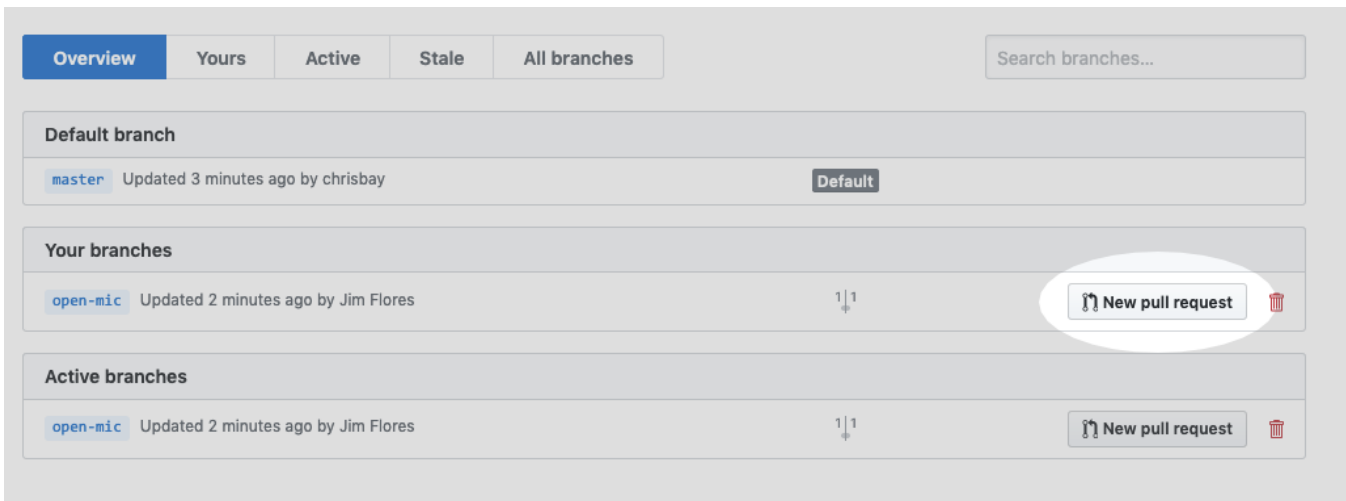 Overview Yours Active Stale All branches Search branches...
Default branch
master Updated 3 minutes ago by chrisbay Default
Your branches
open-mic Updated 2 minutes ago by Jim Flores 1|1 New pull request
Active branches
open-mic Updated 2 minutes ago by Jim Flores 1|1 New pull request